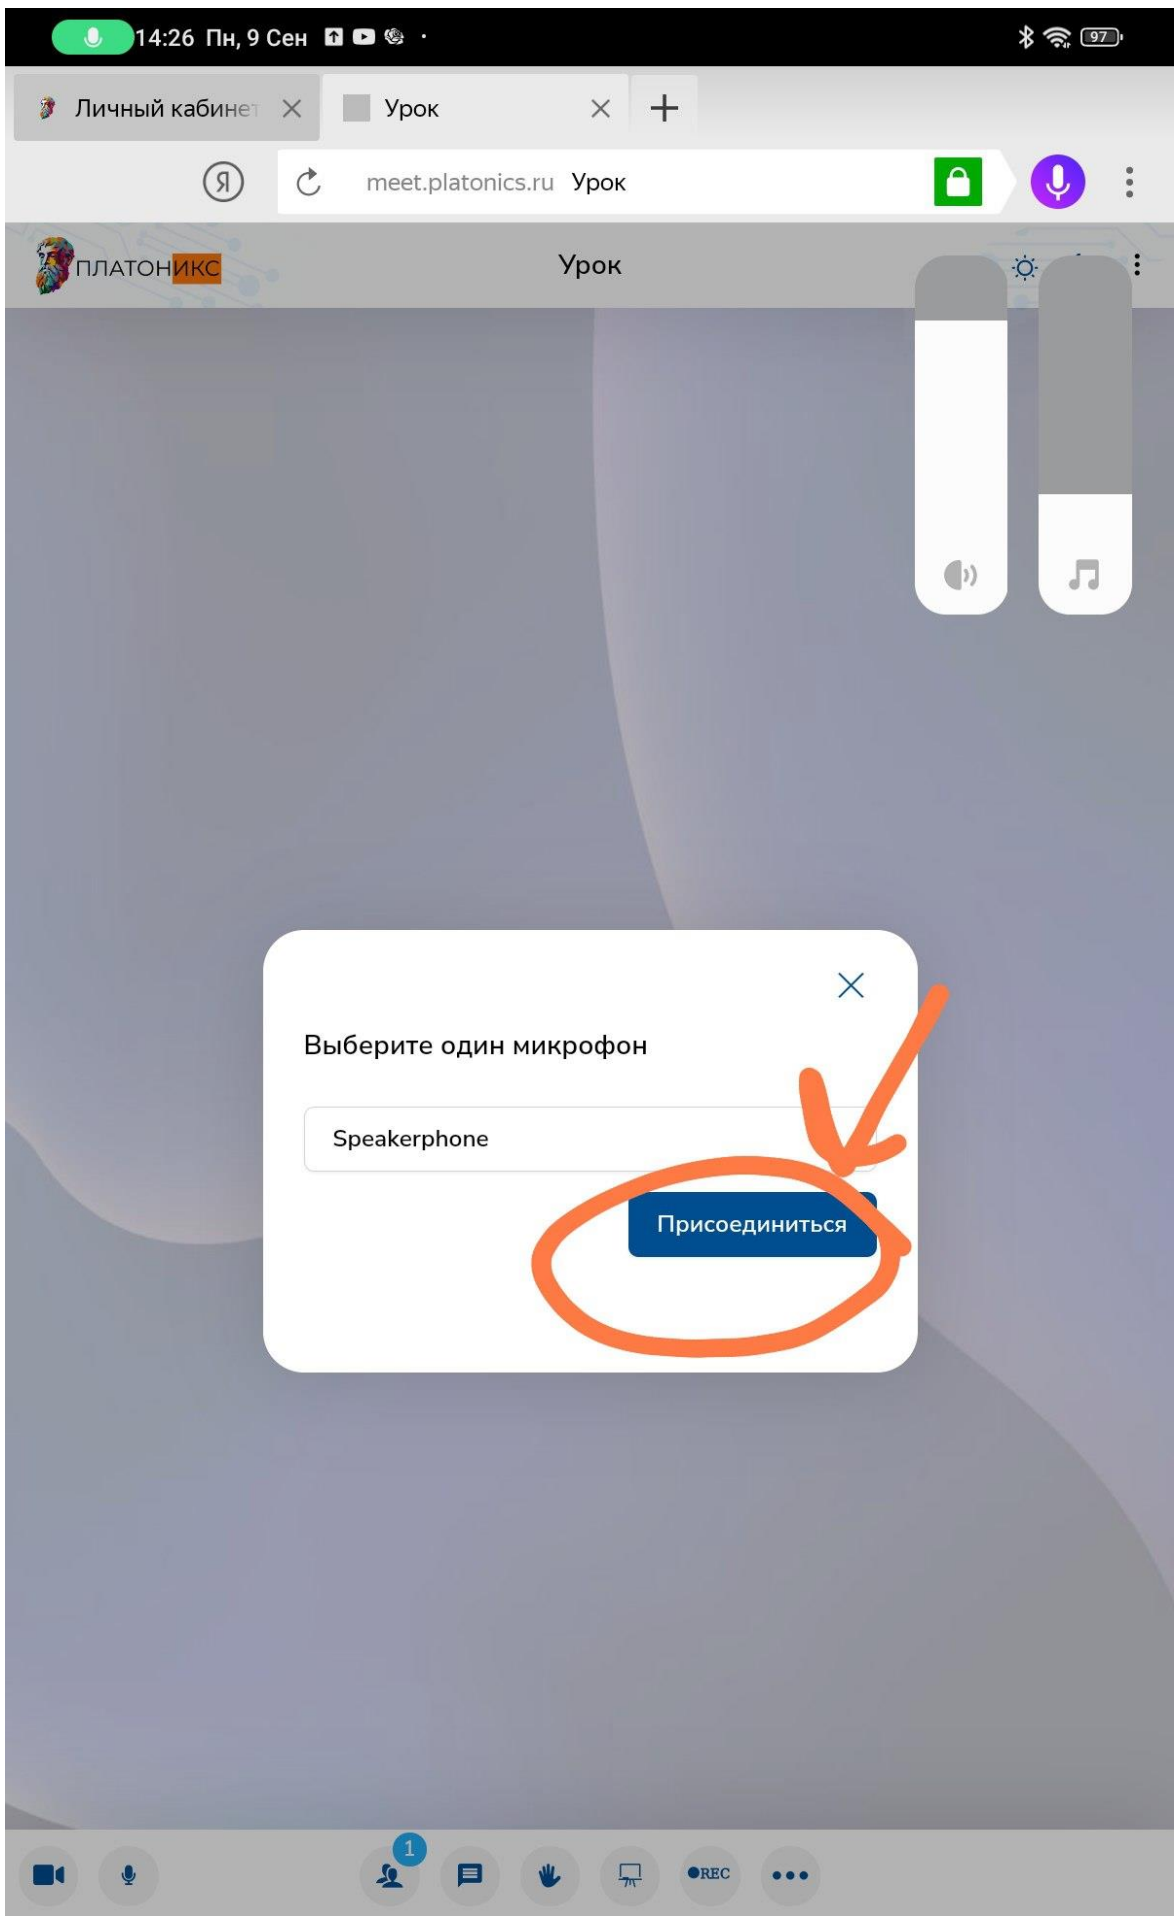 14:26 Пн, 9 Сен
97
Личный кабинет
Урок
Я
meet.platonics.ru Урок
ПЛАТОНИКС
Урок
Выберите один микрофон
Speakerphone
Присоединиться
1
REC